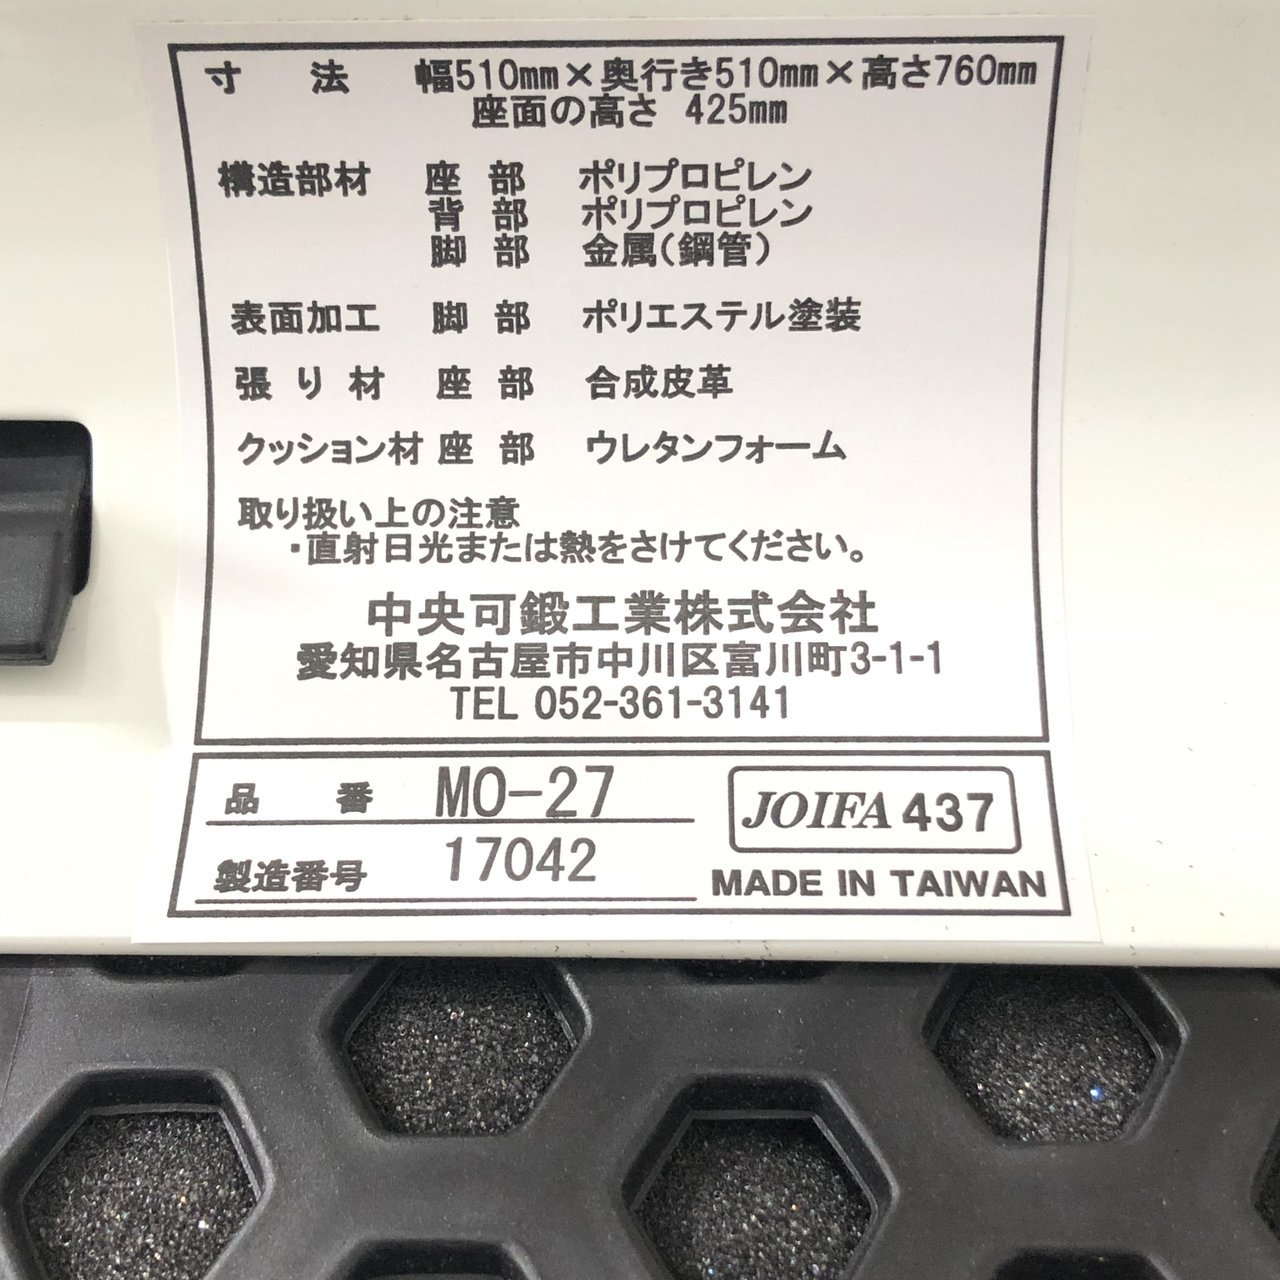 寸 法 幅510mm×奥行き510mm×高さ760mm
座面の高さ 425mm
構造部材 座 部 ポリプロピレン
背 部 ポリプロピレン
脚 部 金属(鋼管)
表面加工 脚 部 ポリエステル塗装
張 り 材 座 部 合成皮革
クッション材 座 部 ウレタンフォーム
取り扱い上の注意
・直射日光または熱をさけてください。
中央可鍛工業株式会社
愛知県名古屋市中川区富川町3-1-1
TEL 052-361-3141
品 番 MO-27
製造番号 17042
JOIFA 437
MADE IN TAIWAN